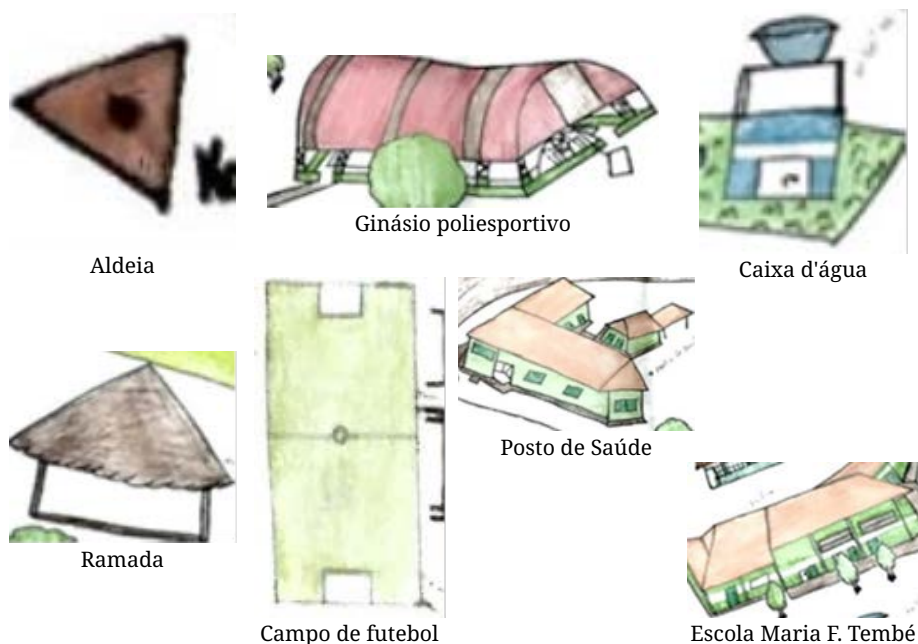 Aldeia
Ginásio poliesportivo
Caixa d'água
Ramada
Campo de futebol
Posto de Saúde
Escola Maria F. Tembé